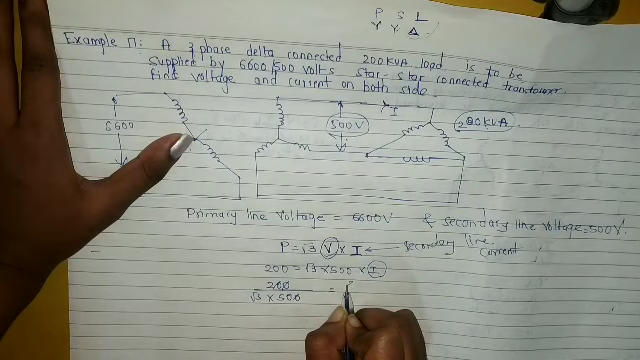 P S L
Y Y Δ
Example 17: A 3 phase delta connected 200 KVA load is to be
supplied by 6600/500 volts star-star connected transformer.
find voltage and current on both side.
6600
500V
I
200KVA
Primary line voltage = 6600V & secondary line voltage=500V.
P = √3 V × I ← secondary line current
200 = √3 × 500 × I
200 / √3 × 500 =